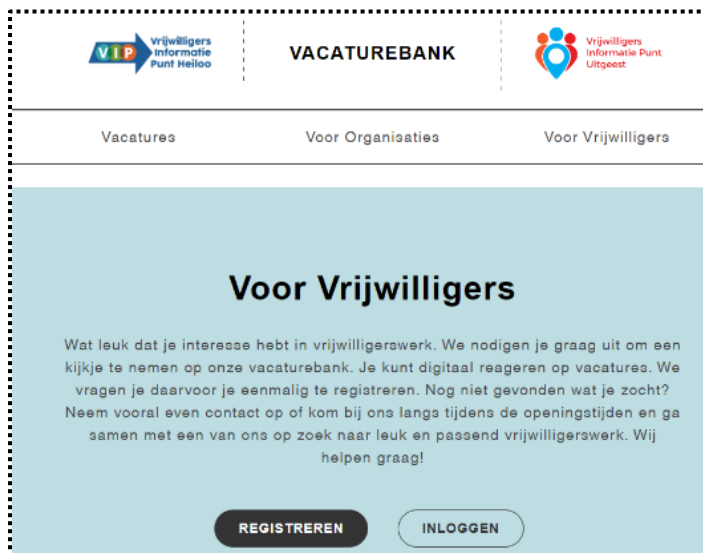 VIP
Vrijwilligers
Informatie
Punt Heiloo
VACATUREBANK
Vrijwilligers
Informatie Punt
Uitgeest
Vacatures
Voor Organisaties
Voor Vrijwilligers
Voor Vrijwilligers
Wat leuk dat je interesse hebt in vrijwilligerswerk. We nodigen je graag uit om een
kijkje te nemen op onze vacaturebank. Je kunt digitaal reageren op vacatures. We
vragen je daarvoor je eenmalig te registreren. Nog niet gevonden wat je zocht?
Neem vooral even contact op of kom bij ons langs tijdens de openingstijden en ga
samen met een van ons op zoek naar leuk en passend vrijwilligerswerk. Wij
helpen graag!
REGISTREREN
INLOGGEN